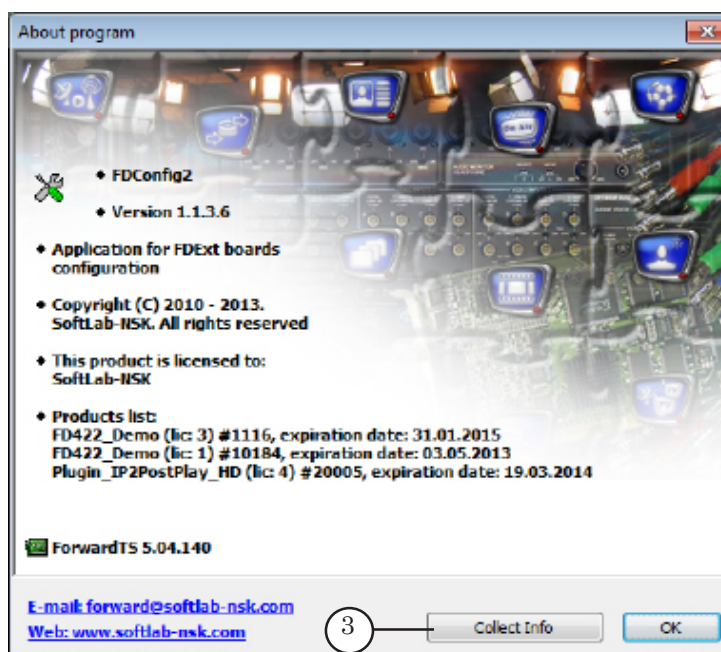 About program
On Air
FDConfig2
Version 1.1.3.6
Application for FDExt boards
configuration
Copyright (C) 2010 - 2013.
SoftLab-NSK. All rights reserved
This product is licensed to:
SoftLab-NSK
Products list:
FD422_Demo (lic: 3) #1116, expiration date: 31.01.2015
FD422_Demo (lic: 1) #10184, expiration date: 03.05.2013
Plugin_IP2PostPlay_HD (lic: 4) #20005, expiration date: 19.03.2014
ForwardTS 5.04.140
E-mail: forward@softlab-nsk.com
Web: www.softlab-nsk.com
3
Collect Info
OK